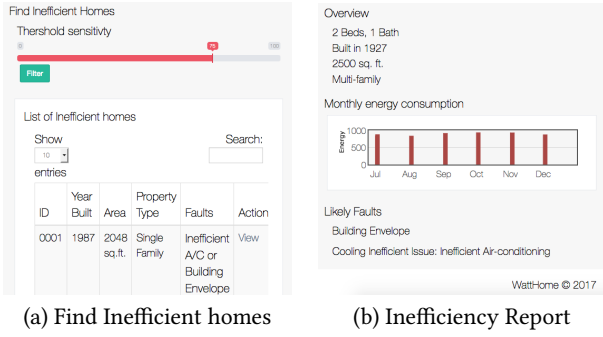 Find Inefficient Homes
Thershold sensitivty
0
75
100
Filter
List of Inefficient homes
Show
10
entries
Search:
ID
Year Built
Area
Property Type
Faults
Action
0001
1987
2048 sq.ft.
Single Family
Inefficient A/C or Building Envelope
View
(a) Find Inefficient homes
Overview
2 Beds, 1 Bath
Built in 1927
2500 sq. ft.
Multi-family
Monthly energy consumption
Energy
1000
500
0
Jul Aug Sep Oct Nov Dec
Likely Faults
Building Envelope
Cooling Inefficient Issue: Inefficient Air-conditioning
WattHome © 2017
(b) Inefficiency Report